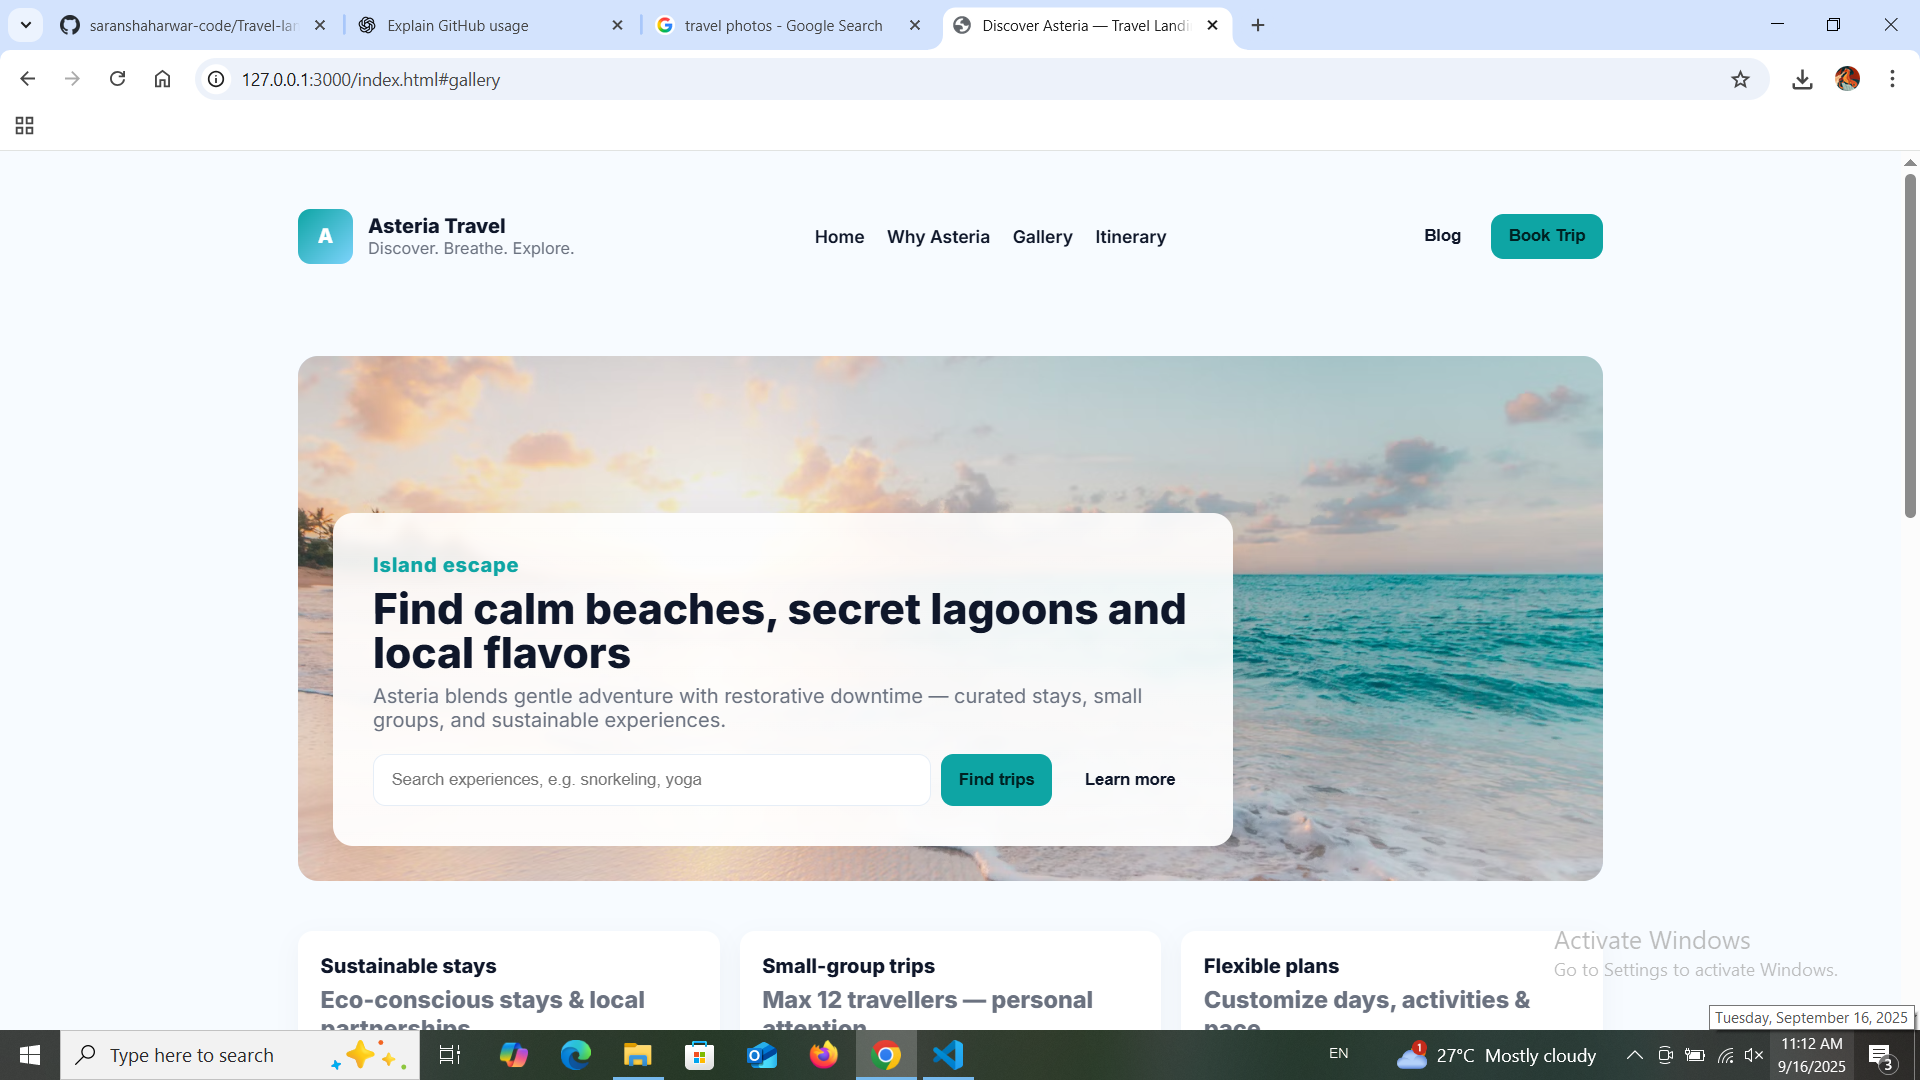 saranshaharwar-code/Travel-lan
Explain GitHub usage
travel photos - Google Search
Discover Asteria — Travel Landi
127.0.0.1:3000/index.html#gallery
A
Asteria Travel
Discover. Breathe. Explore.
Home
Why Asteria
Gallery
Itinerary
Blog
Book Trip
Island escape
Find calm beaches, secret lagoons and
local flavors
Asteria blends gentle adventure with restorative downtime — curated stays, small
groups, and sustainable experiences.
Search experiences, e.g. snorkeling, yoga
Find trips
Learn more
Sustainable stays
Eco-conscious stays & local
partnerships
Small-group trips
Max 12 travellers — personal
attention
Flexible plans
Customize days, activities &
pace
Activate Windows
Go to Settings to activate Windows.
Tuesday, September 16, 2025
Type here to search
EN
1
27°C Mostly cloudy
11:12 AM
9/16/2025
3